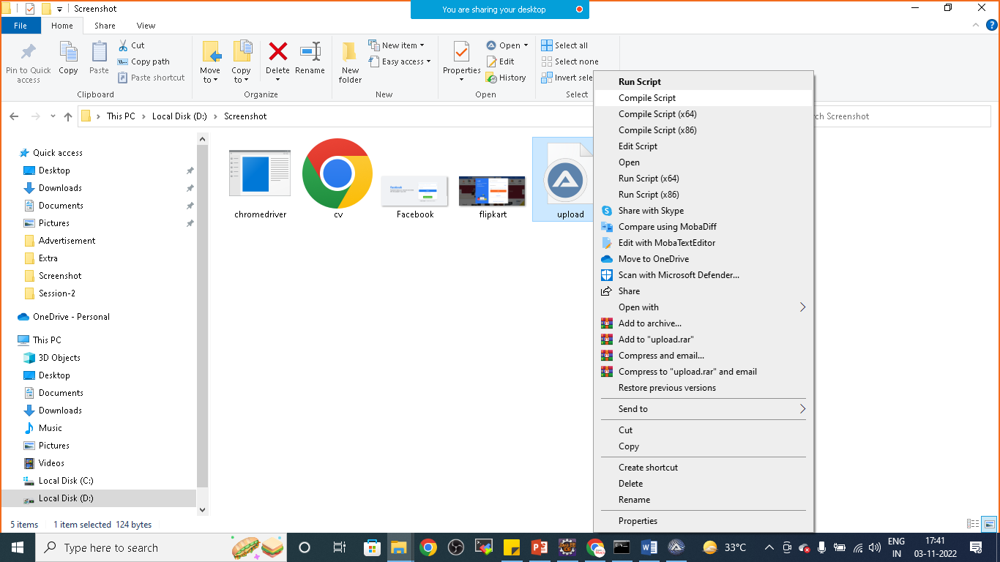 Screenshot
You are sharing your desktop
File
Home
Share
View
Pin to Quick
access
Copy
Paste
Cut
Copy path
Paste shortcut
Clipboard
Move
to
Copy
to
Delete
Rename
Organize
New
folder
New item
Easy access
New
Properties
Open
Edit
History
Open
Select all
Select none
Invert
Select
This PC
Local Disk (D:)
Screenshot
Screenshot
Quick access
Desktop
Downloads
Documents
Pictures
Advertisement
Extra
Screenshot
Session-2
OneDrive - Personal
This PC
3D Objects
Desktop
Documents
Downloads
Music
Pictures
Videos
Local Disk (C:)
Local Disk (D:)
chromedriver
cv
Facebook
flipkart
upload
Run Script
Compile Script
Compile Script (x64)
Compile Script (x86)
Edit Script
Open
Run Script (x64)
Run Script (x86)
Share with Skype
Compare using MobaDiff
Edit with MobaTextEditor
Move to OneDrive
Scan with Microsoft Defender...
Share
Open with
Add to archive...
Add to "upload.rar"
Compress and email...
Compress to "upload.rar" and email
Restore previous versions
Send to
Cut
Copy
Create shortcut
Delete
Rename
Properties
5 items
1 item selected 124 bytes
Type here to search
33°C
ENG
IN
17:41
03-11-2022